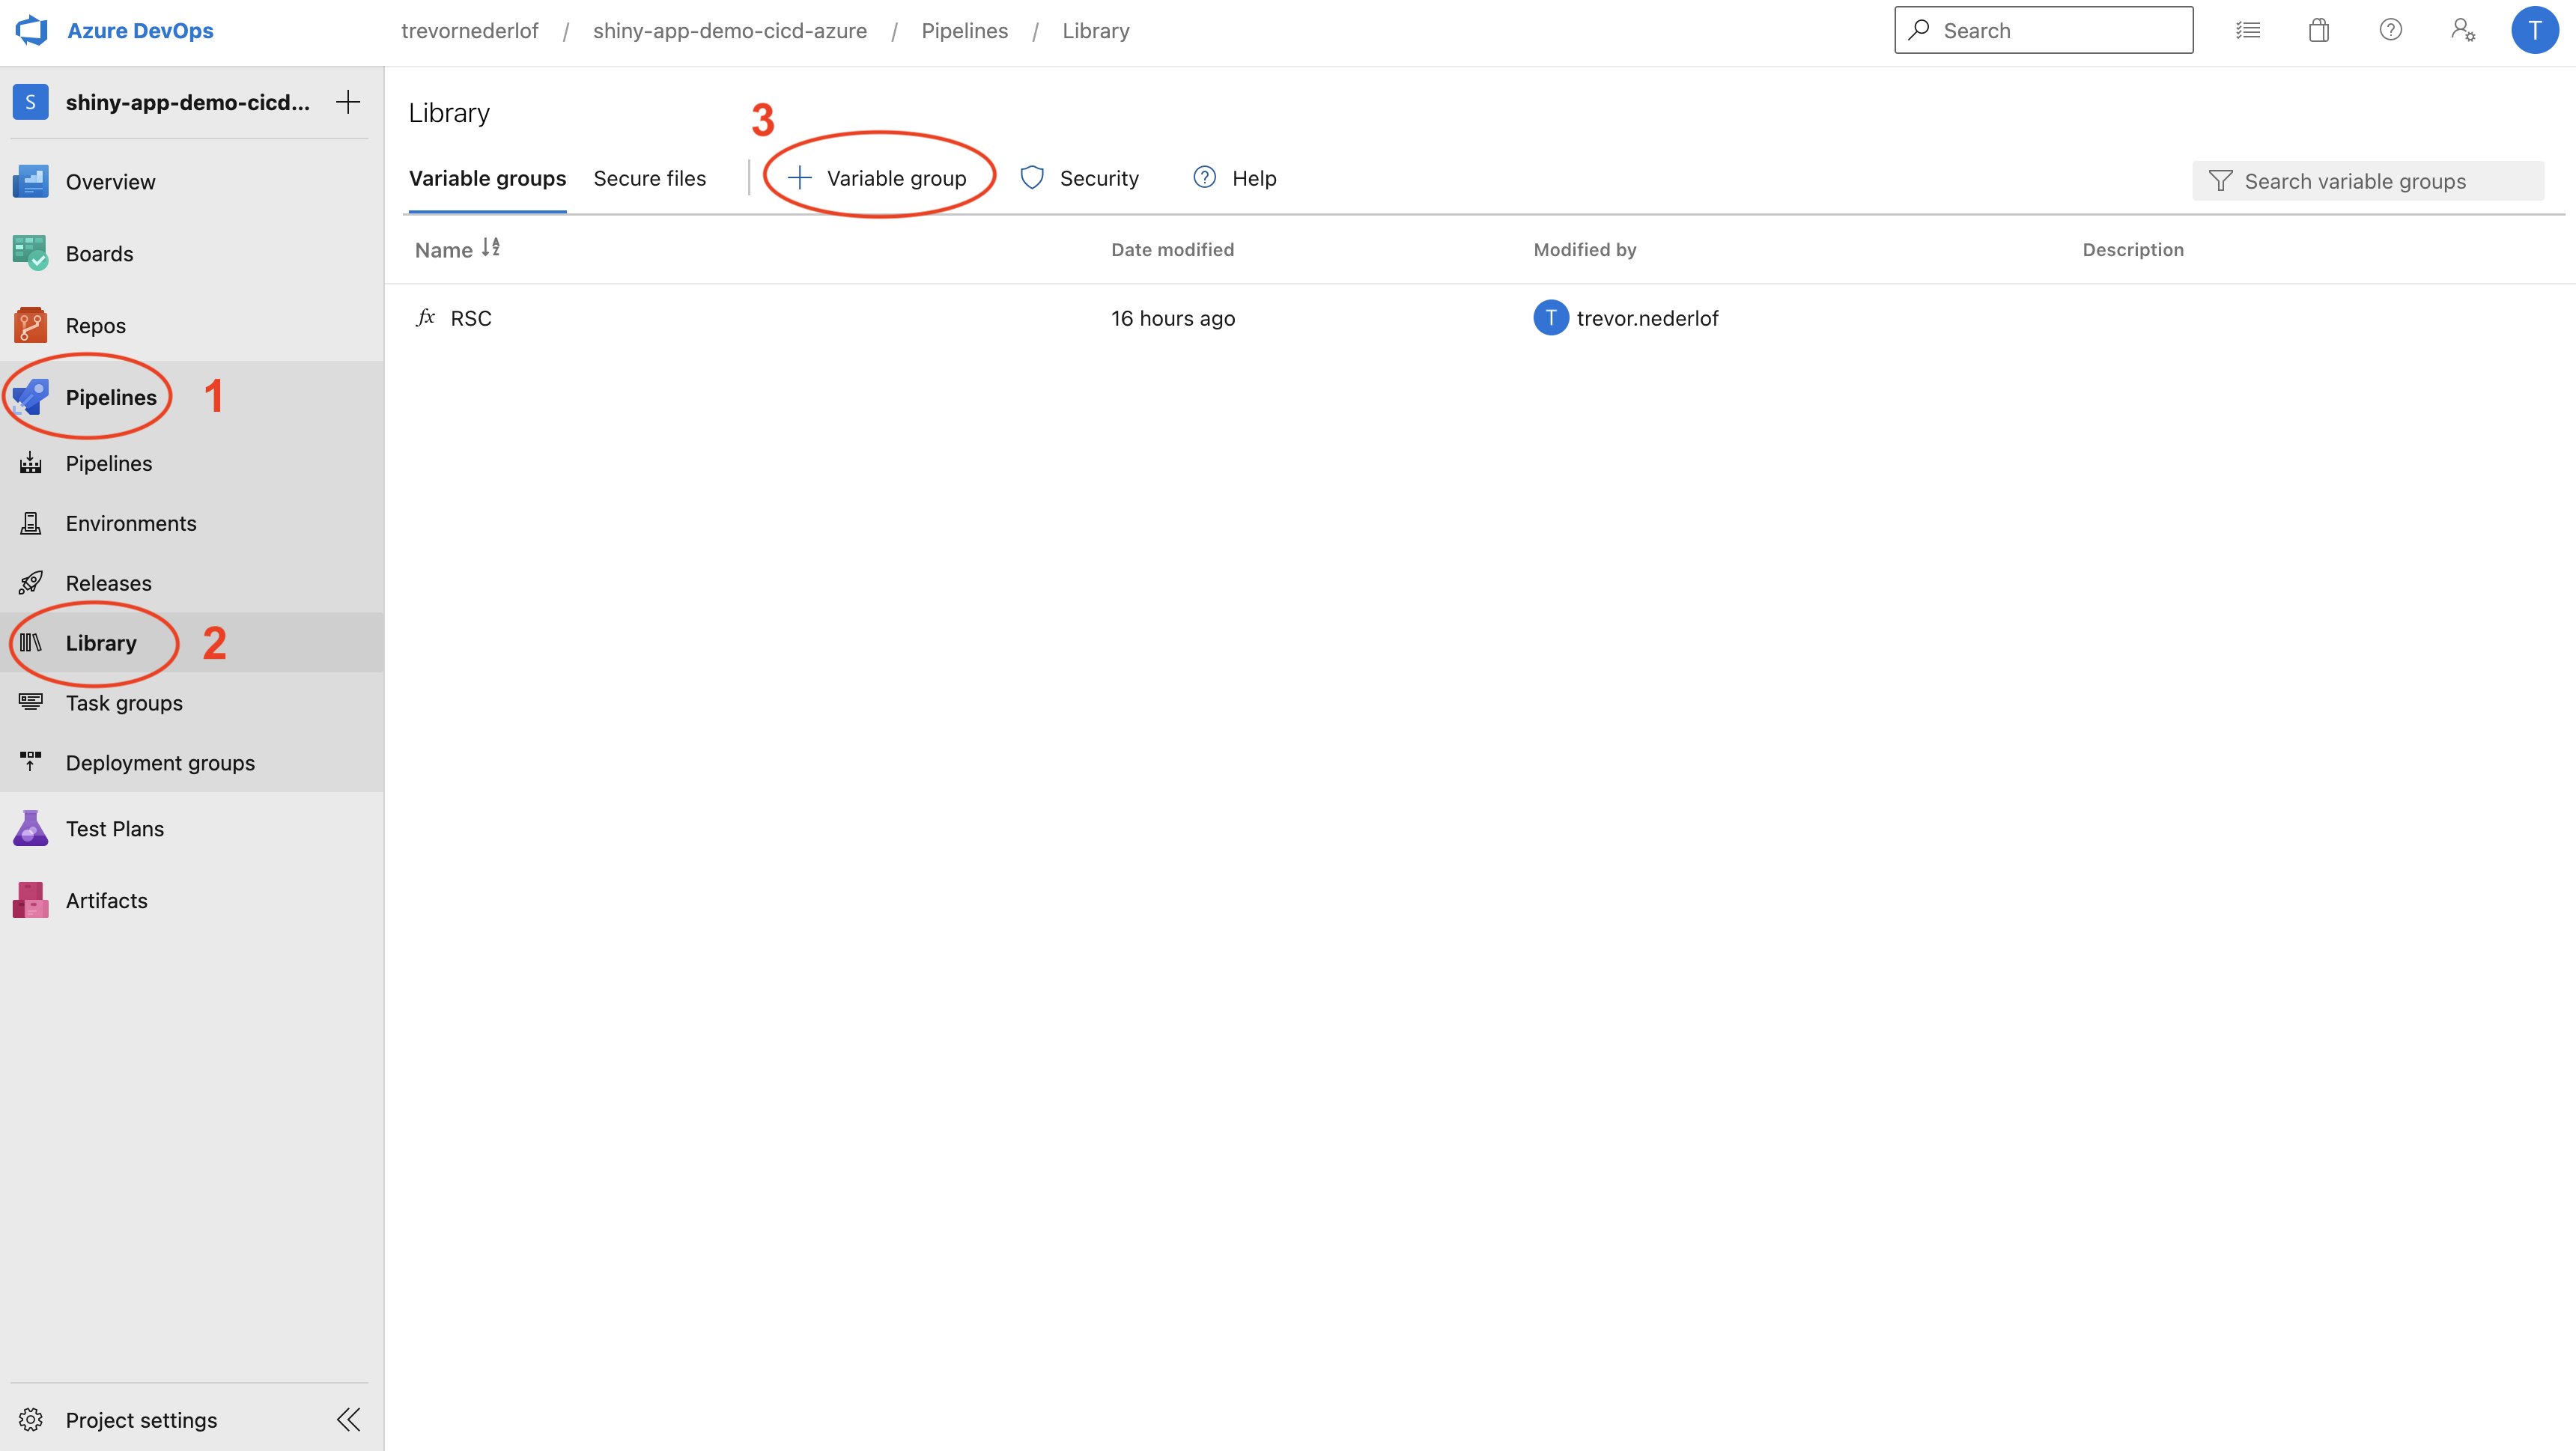 Azure DevOps
trevornederlof / shiny-app-demo-cicd-azure / Pipelines / Library
Search
T
S shiny-app-demo-cicd...
Overview
Boards
Repos
Pipelines 1
Pipelines
Environments
Releases
Library 2
Task groups
Deployment groups
Test Plans
Artifacts
Project settings
Library
3
Variable groups Secure files Variable group Security Help Search variable groups
Name Date modified Modified by Description
fx RSC 16 hours ago T trevor.nederlof